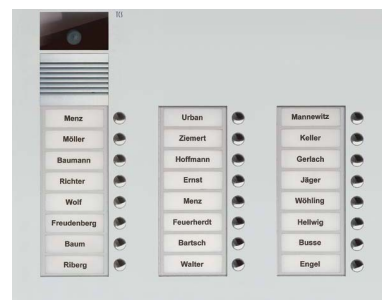 TCS
Menz
Möller
Baumann
Richter
Wolf
Freudenberg
Baum
Riberg
Urban
Ziemert
Hoffmann
Ernst
Menz
Feuerherdt
Bartsch
Walter
Mannewitz
Keller
Gerlach
Jäger
Wöhling
Hellwig
Busse
Engel